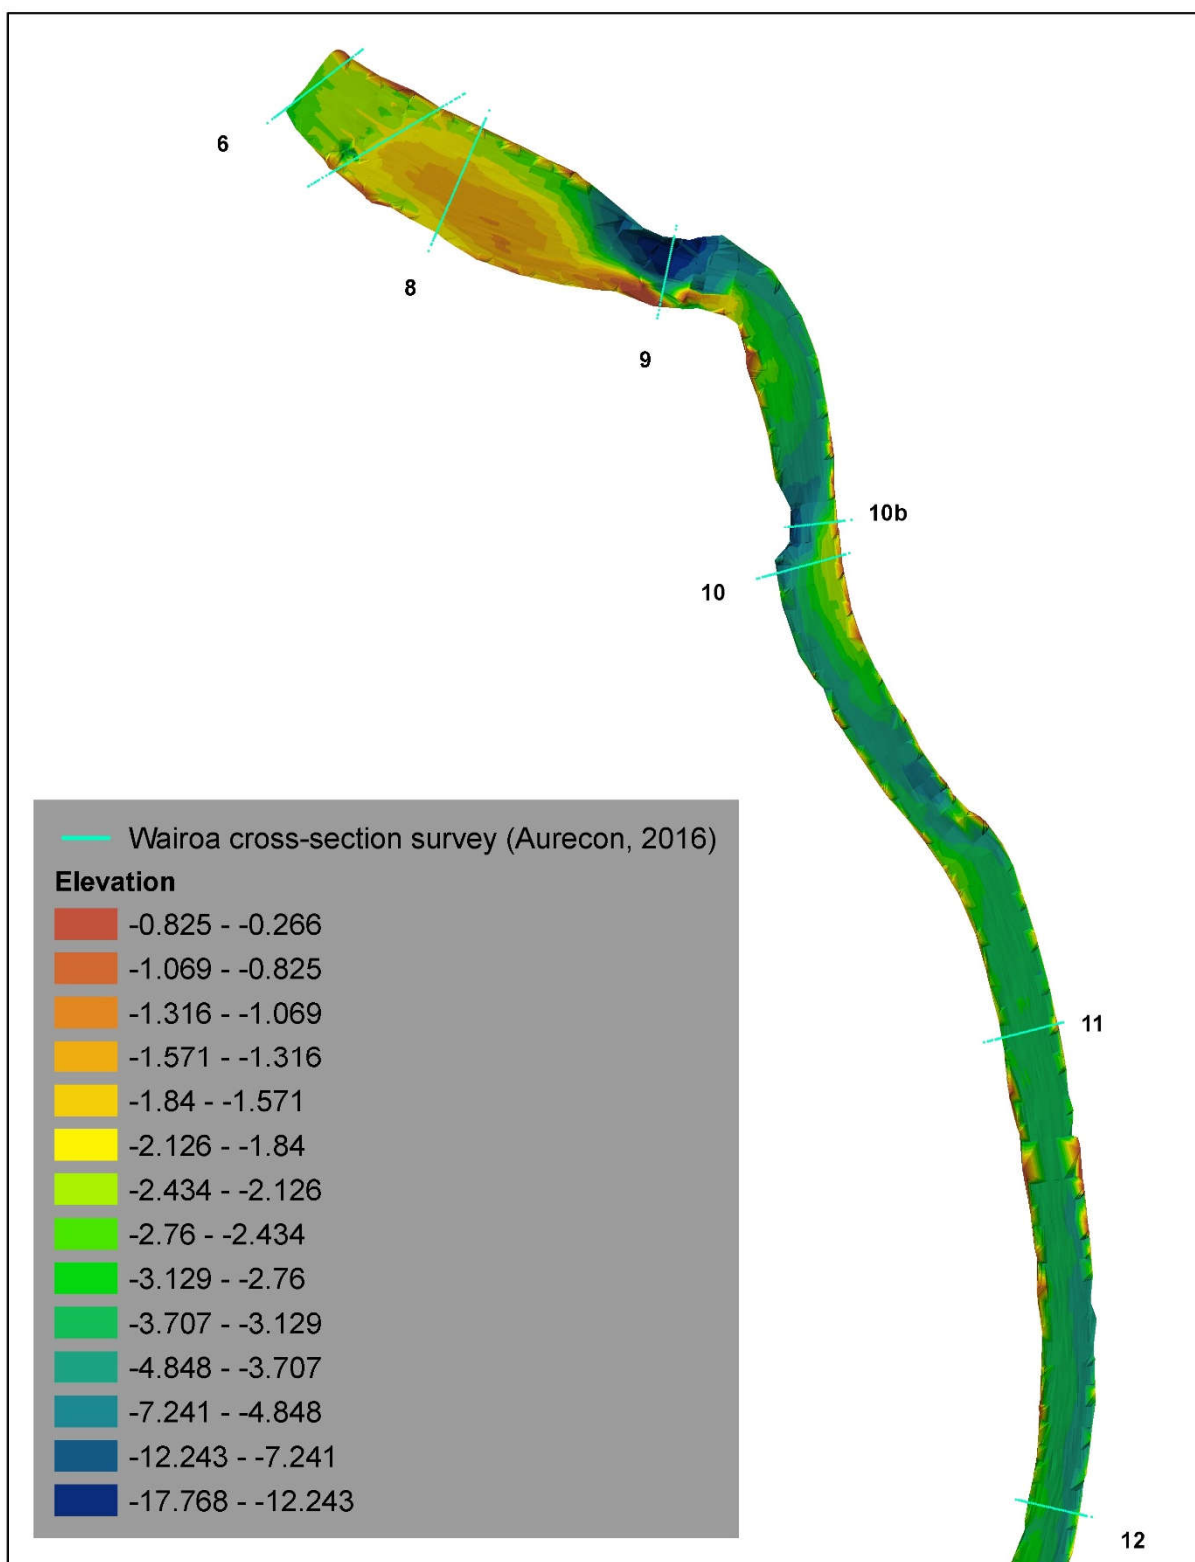 6
8
9
10b
10
11
12
Wairoa cross-section survey (Aurecon, 2016)
Elevation
-0.825 - -0.266
-1.069 - -0.825
-1.316 - -1.069
-1.571 - -1.316
-1.84 - -1.571
-2.126 - -1.84
-2.434 - -2.126
-2.76 - -2.434
-3.129 - -2.76
-3.707 - -3.129
-4.848 - -3.707
-7.241 - -4.848
-12.243 - -7.241
-17.768 - -12.243